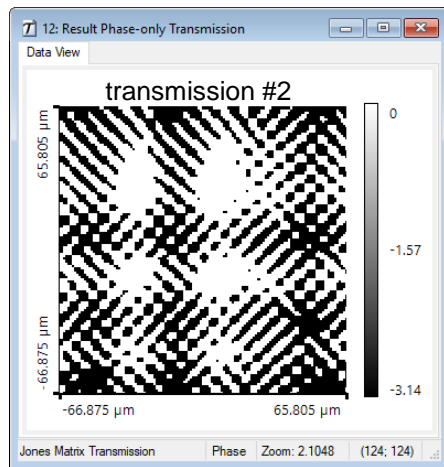 12: Result Phase-only Transmission
Data View
transmission #2
65.805 µm
-66.875 µm
-66.875 µm
65.805 µm
0
-1.57
-3.14
Jones Matrix Transmission
Phase
Zoom: 2.1048
(124; 124)